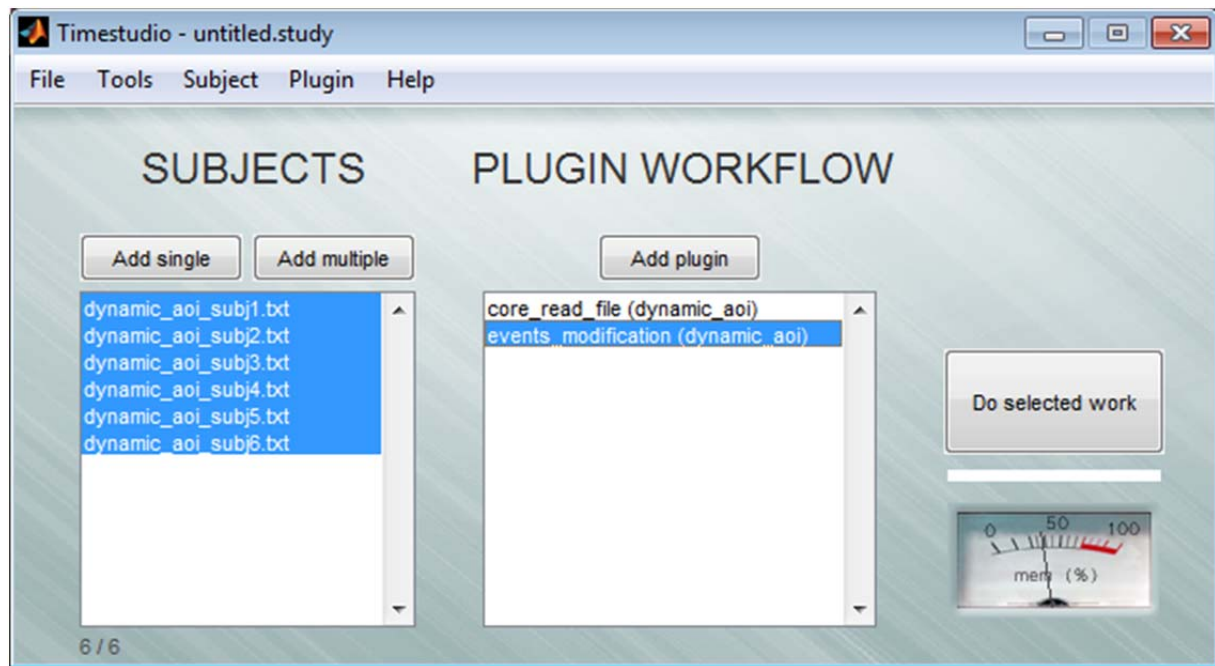 Timestudio - untitled.study
File Tools Subject Plugin Help
SUBJECTS PLUGIN WORKFLOW
Add single Add multiple Add plugin
dynamic_aoi_subj1.txt
dynamic_aoi_subj2.txt
dynamic_aoi_subj3.txt
dynamic_aoi_subj4.txt
dynamic_aoi_subj5.txt
dynamic_aoi_subj6.txt
core_read_file (dynamic_aoi)
events_modification (dynamic_aoi)
Do selected work
0 50 100
mem (%)
6 / 6